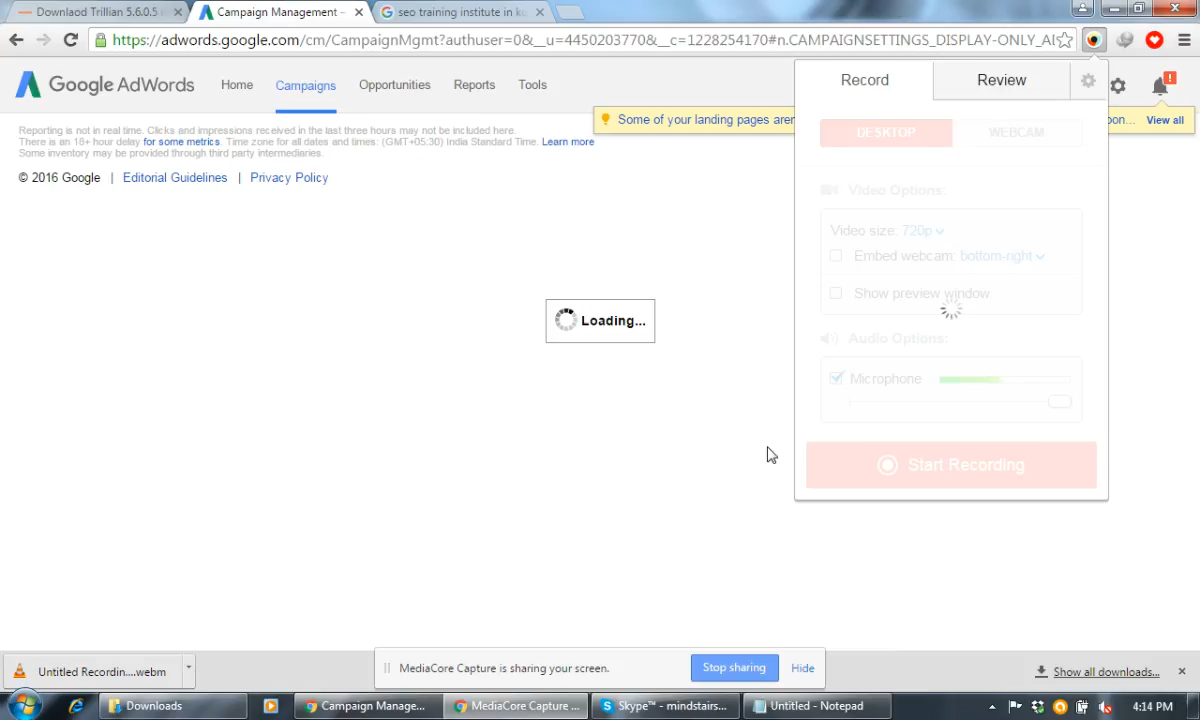 Downlaod Trillian 5.6.0.5
Campaign Management –
seo training institute in
https://adwords.google.com/cm/CampaignMgmt?authuser=0&__u=4450203770&__c=1228254170#n.CAMPAIGNSETTINGS_DISPLAY-ONLY_A
Google AdWords
Home
Campaigns
Opportunities
Reports
Tools
Record
Review
!
Some of your landing pages
View all
Reporting is not in real time. Clicks and impressions received in the last three hours may not be included here.
There is an 18+ hour delay for some metrics. Time zone for all dates and times: (GMT+05:30) India Standard Time. Learn more
Some inventory may be provided through third party intermediaries.
© 2016 Google | Editorial Guidelines | Privacy Policy
DESKTOP
WEBCAM
Video Options:
Video size: 720p
Embed webcam: bottom-right
Show preview window
Loading...
Audio Options:
Microphone
Start Recording
Untitled Recordin....webm
MediaCore Capture is sharing your screen.
Stop sharing
Hide
Show all downloads...
Downloads
Campaign Manage...
MediaCore Capture ...
Skype™ - mindstairs...
Untitled - Notepad
4:14 PM